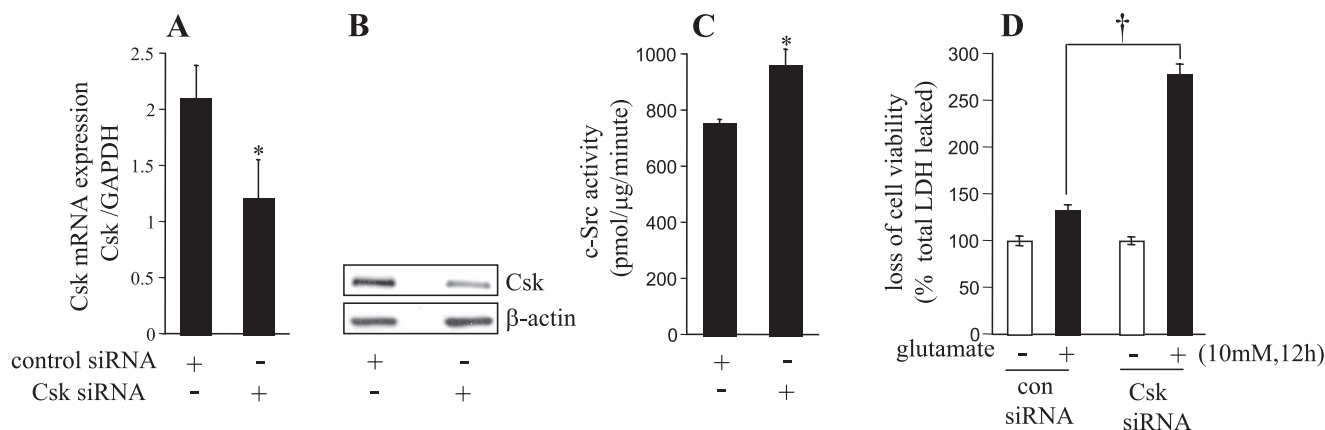 A
Csk mRNA expression
Csk /GAPDH
2.5
2
1.5
1
0.5
0
*
control siRNA + -
Csk siRNA - +
B
Csk
β-actin
+ -
- +
C
c-Src activity
(pmol/µg/minute)
1000
800
600
400
200
0
*
+ -
- +
D
†
loss of cell viability
(% total LDH leaked)
300
250
200
150
100
50
0
glutamate - + - + (10mM,12h)
con
siRNA
Csk
siRNA